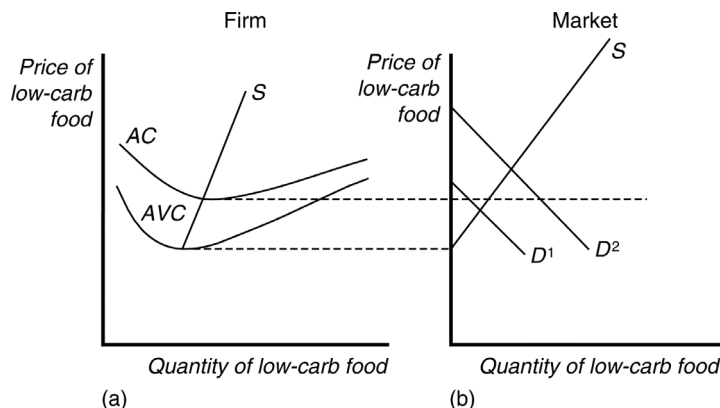 Firm
Price of
low-carb
food
S
AC
AVC
Quantity of low-carb food
(a)
Market
Price of
low-carb
food
S
D¹
D²
Quantity of low-carb food
(b)